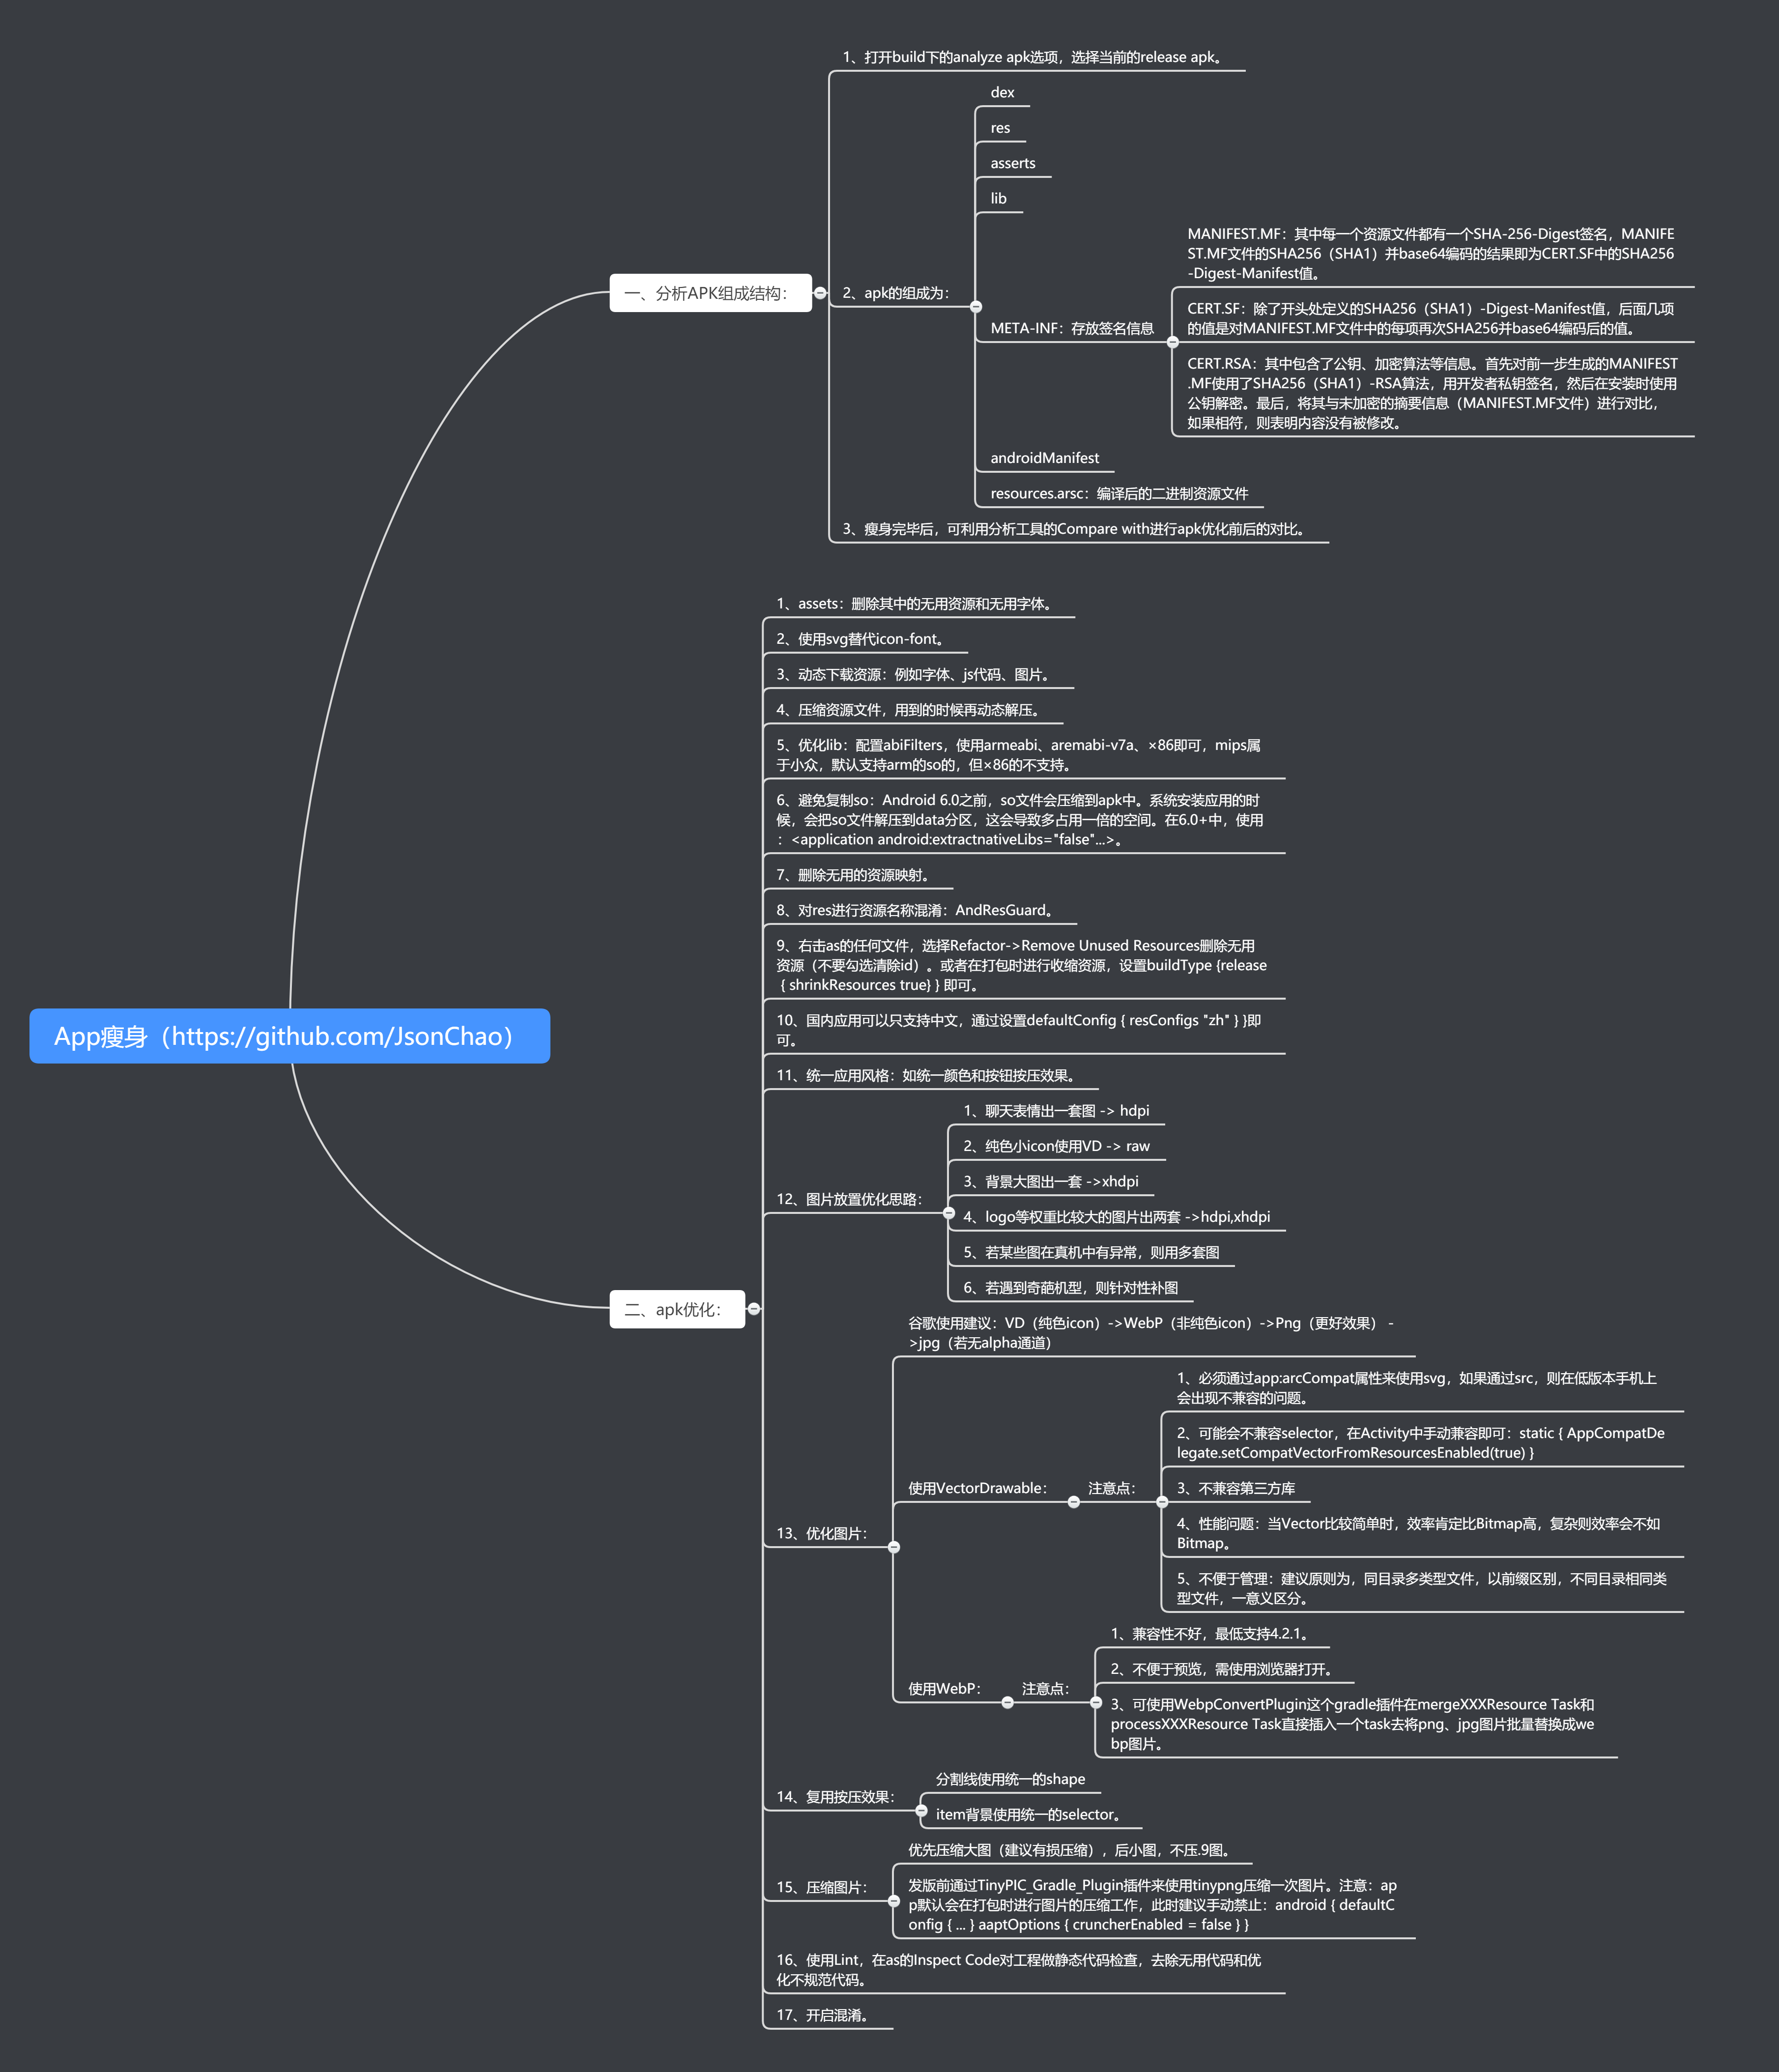 1、打开build下的analyze apk选项，选择当前的release apk。
dex
res
asserts
lib
MANIFEST.MF：其中每一个资源文件都有一个SHA-256-Digest签名，MANIFE
ST.MF文件的SHA256（SHA1）并base64编码的结果即为CERT.SF中的SHA256
-Digest-Manifest值。
一、分析APK组成结构：
2、apk的组成为：
CERT.SF：除了开头处定义的SHA256（SHA1）-Digest-Manifest值，后面几项
的值是对MANIFEST.MF文件中的每项再次SHA256并base64编码后的值。
META-INF：存放签名信息
CERT.RSA：其中包含了公钥、加密算法等信息。首先对前一步生成的MANIFEST
.MF使用了SHA256（SHA1）-RSA算法，用开发者私钥签名，然后在安装时使用
公钥解密。最后，将其与未加密的摘要信息（MANIFEST.MF文件）进行对比，
如果相符，则表明内容没有被修改。
androidManifest
resources.arsc：编译后的二进制资源文件
3、瘦身完毕后，可利用分析工具的Compare with进行apk优化前后的对比。
App瘦身（https://github.com/JsonChao）
二、apk优化：
1、assets：删除其中的无用资源和无用字体。
2、使用svg替代icon-font。
3、动态下载资源：例如字体、js代码、图片。
4、压缩资源文件，用到的时候再动态解压。
5、优化lib：配置abiFilters，使用armeabi、aremabi-v7a、×86即可，mips属
于小众，默认支持arm的so的，但×86的不支持。
6、避免复制so：Android 6.0之前，so文件会压缩到apk中。系统安装应用的时
候，会把so文件解压到data分区，这会导致多占用一倍的空间。在6.0+中，使用
：<application android:extractnativeLibs="false"...>。
7、删除无用的资源映射。
8、对res进行资源名称混淆：AndResGuard。
9、右击as的任何文件，选择Refactor->Remove Unused Resources删除无用
资源（不要勾选清除id）。或者在打包时进行收缩资源，设置buildType {release
{ shrinkResources true} } 即可。
10、国内应用可以只支持中文，通过设置defaultConfig { resConfigs "zh" } }即
可。
11、统一应用风格：如统一颜色和按钮按压效果。
12、图片放置优化思路：
1、聊天表情出一套图 -> hdpi
2、纯色小icon使用VD -> raw
3、背景大图出一套 ->xhdpi
4、logo等权重比较大的图片出两套 ->hdpi,xhdpi
5、若某些图在真机中有异常，则用多套图
6、若遇到奇葩机型，则针对性补图
13、优化图片：
谷歌使用建议：VD（纯色icon）->WebP（非纯色icon）->Png（更好效果） -
>jpg（若无alpha通道）
使用VectorDrawable：
注意点：
1、必须通过app:arcCompat属性来使用svg，如果通过src，则在低版本手机上
会出现不兼容的问题。
2、可能会不兼容selector，在Activity中手动兼容即可：static { AppCompatDe
legate.setCompatVectorFromResourcesEnabled(true) }
3、不兼容第三方库
4、性能问题：当Vector比较简单时，效率肯定比Bitmap高，复杂则效率会不如
Bitmap。
5、不便于管理：建议原则为，同目录多类型文件，以前缀区别，不同目录相同类
型文件，一意义区分。
使用WebP：
注意点：
1、兼容性不好，最低支持4.2.1。
2、不便于预览，需使用浏览器打开。
3、可使用WebpConvertPlugin这个gradle插件在mergeXXXResource Task和
processXXXResource Task直接插入一个task去将png、jpg图片批量替换成we
bp图片。
14、复用按压效果：
分割线使用统一的shape
item背景使用统一的selector。
15、压缩图片：
优先压缩大图（建议有损压缩），后小图，不压.9图。
发版前通过TinyPIC_Gradle_Plugin插件来使用tinypng压缩一次图片。注意：ap
p默认会在打包时进行图片的压缩工作，此时建议手动禁止：android { defaultC
onfig { ... } aaptOptions { cruncherEnabled = false } }
16、使用Lint，在as的Inspect Code对工程做静态代码检查，去除无用代码和优
化不规范代码。
17、开启混淆。